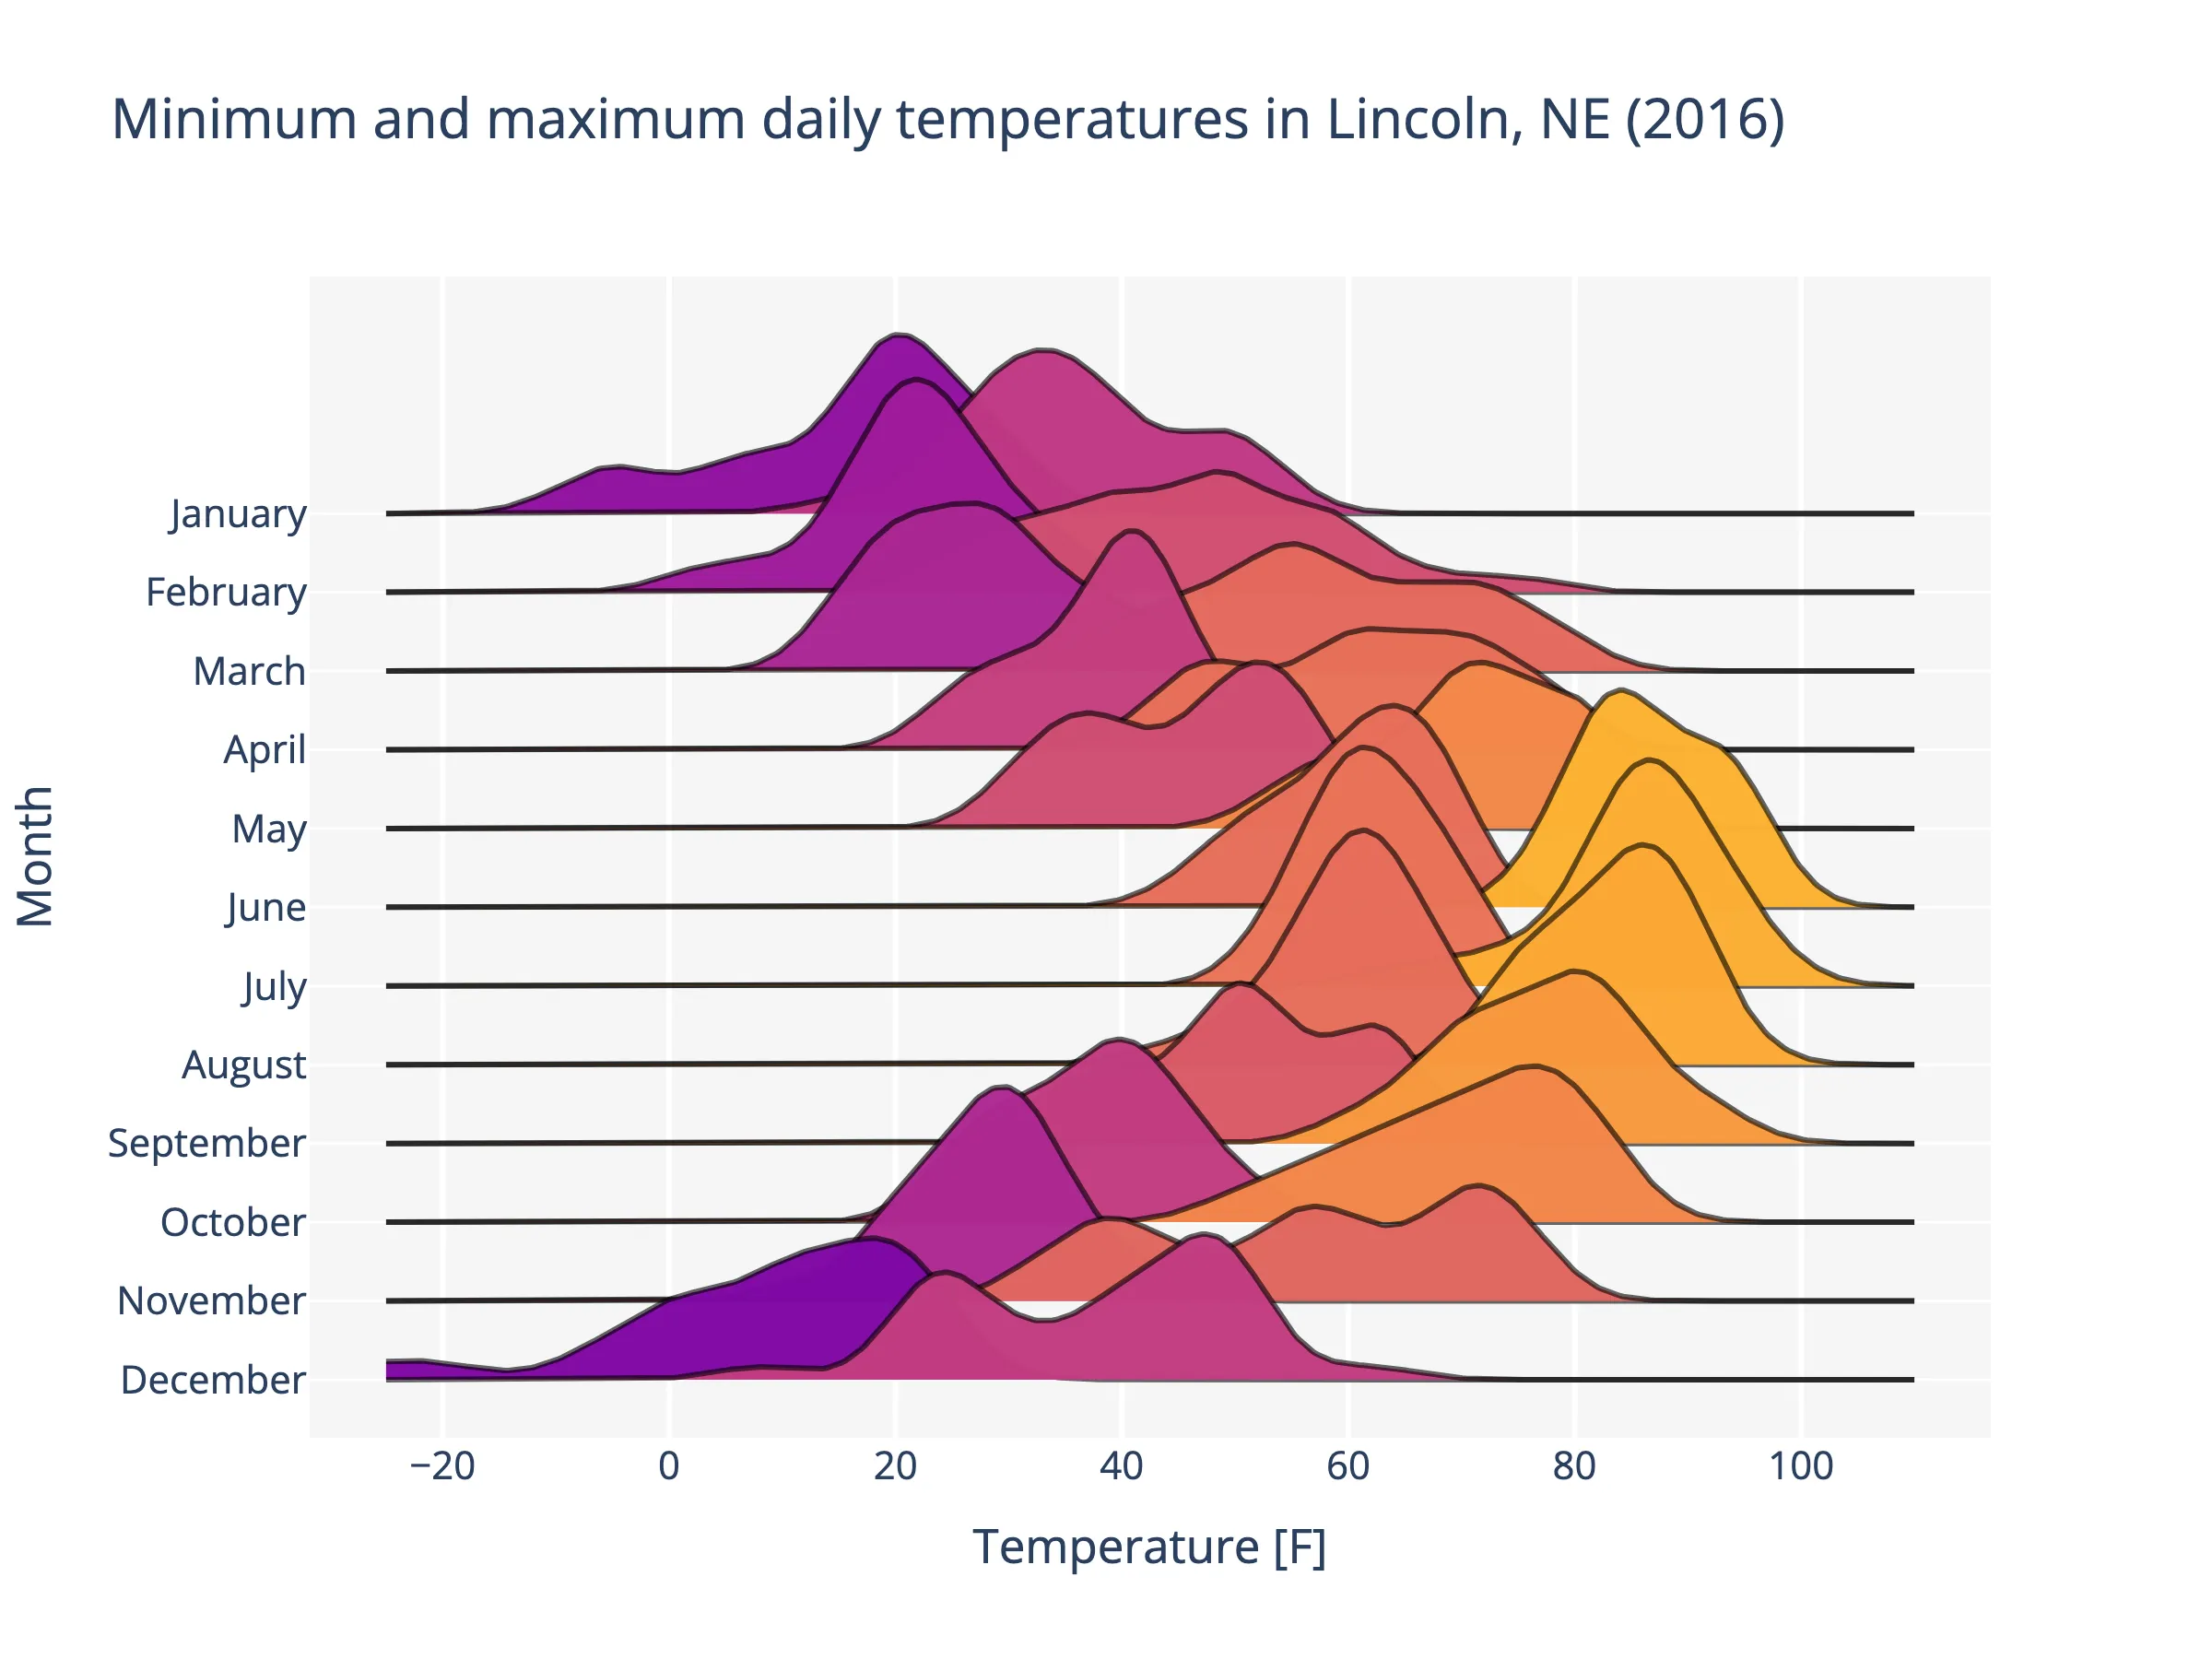 Minimum and maximum daily temperatures in Lincoln, NE (2016)
January
February
March
April
May
June
July
August
September
October
November
December
Month
−20 0 20 40 60 80 100
Temperature [F]